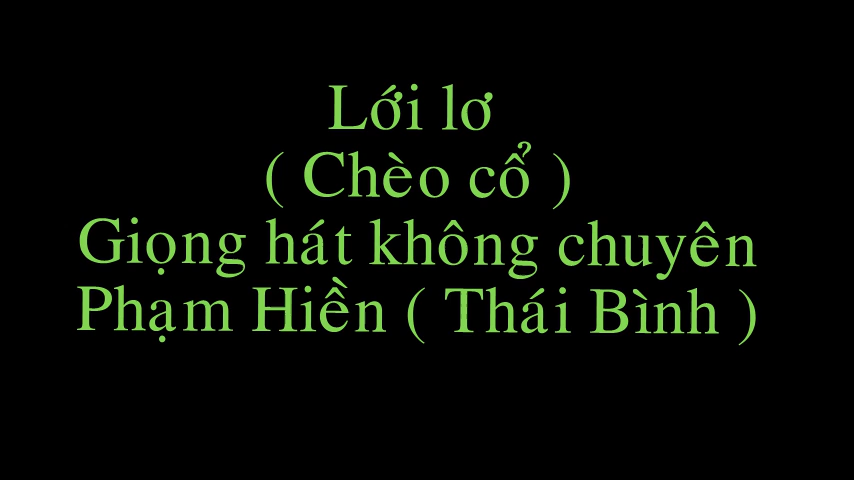 Lới lơ
( Chèo cổ )
Giọng hát không chuyên
Phạm Hiền ( Thái Bình )